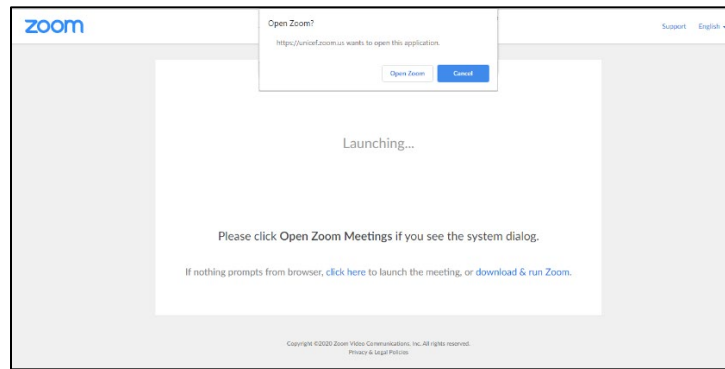 zoom
Open Zoom?
https://unicef.zoom.us wants to open this application.
Open Zoom
Cancel
Support English
Launching...
Please click Open Zoom Meetings if you see the system dialog.
If nothing prompts from browser, click here to launch the meeting, or download & run Zoom.
Copyright ©2020 Zoom Video Communications, Inc. All rights reserved.
Privacy & Legal Policies